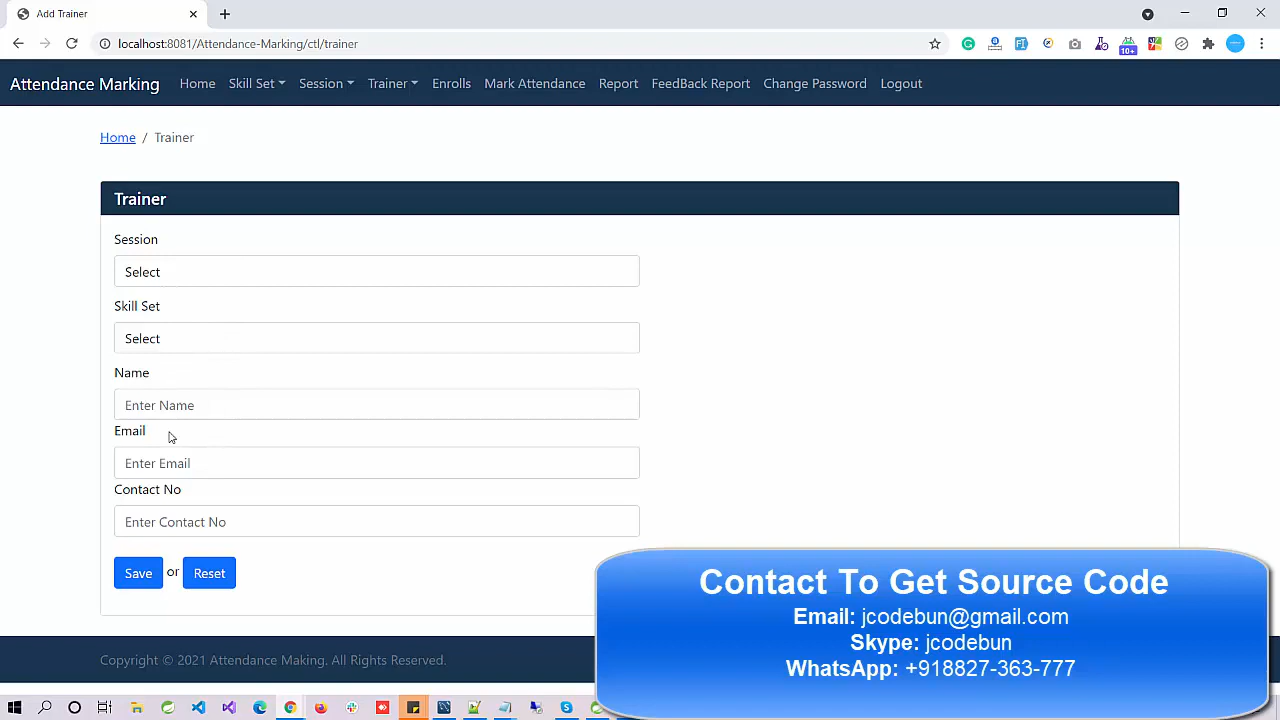 Add Trainer
localhost:8081/Attendance-Marking/ctl/trainer
10+
Attendance Marking Home Skill Set Session Trainer Enrolls Mark Attendance Report FeedBack Report Change Password Logout
Home / Trainer
Trainer
Session
Select
Skill Set
Select
Name
Enter Name
Email
Enter Email
Contact No
Enter Contact No
Save or Reset
Contact To Get Source Code
Email: jcodebun@gmail.com
Skype: jcodebun
WhatsApp: +918827-363-777
Copyright © 2021 Attendance Making. All Rights Reserved.